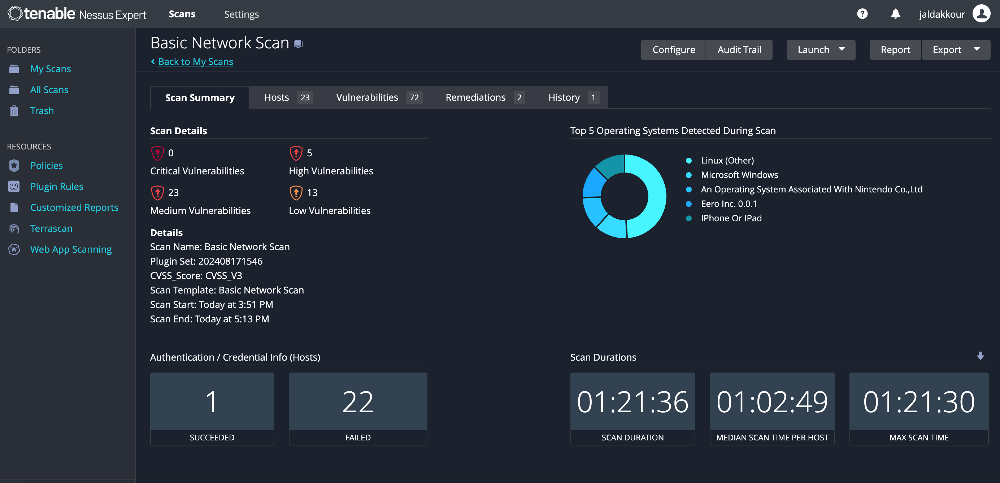 tenable Nessus Expert Scans Settings ? jaldakkour
FOLDERS
My Scans
All Scans
Trash
RESOURCES
Policies
Plugin Rules
Customized Reports
Terrascan
W Web App Scanning
Basic Network Scan
Back to My Scans
Configure Audit Trail Launch Report Export
Scan Summary Hosts 23 Vulnerabilities 72 Remediations 2 History 1
Scan Details
0
Critical Vulnerabilities
5
High Vulnerabilities
23
Medium Vulnerabilities
13
Low Vulnerabilities
Details
Scan Name: Basic Network Scan
Plugin Set: 202408171546
CVSS_Score: CVSS_V3
Scan Template: Basic Network Scan
Scan Start: Today at 3:51 PM
Scan End: Today at 5:13 PM
Top 5 Operating Systems Detected During Scan
Linux (Other)
Microsoft Windows
An Operating System Associated With Nintendo Co.,Ltd
Eero Inc. 0.0.1
IPhone Or IPad
Authentication / Credential Info (Hosts)
1
SUCCEEDED
22
FAILED
Scan Durations
01:21:36
SCAN DURATION
01:02:49
MEDIAN SCAN TIME PER HOST
01:21:30
MAX SCAN TIME